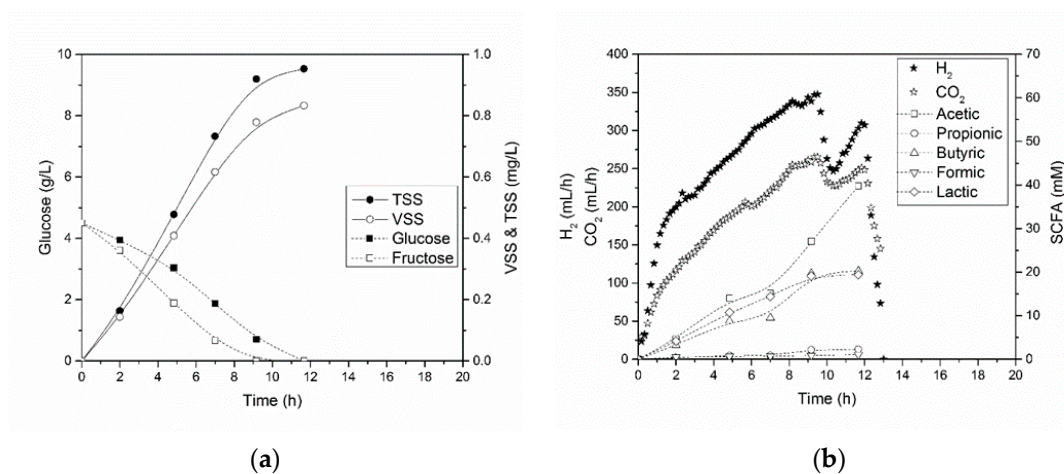 10
8
6
4
2
0
Glucose (g/L)
1.0
0.8
0.6
0.4
0.2
0.0
VSS & TSS (mg/L)
TSS
VSS
Glucose
Fructose
0 2 4 6 8 10 12 14 16 18 20
Time (h)
(a)
400
350
300
250
200
150
100
50
0
H₂ (mL/h)
CO₂ (mL/h)
70
60
50
40
30
20
10
0
SCFA (mM)
H₂
CO₂
Acetic
Propionic
Butyric
Formic
Lactic
0 2 4 6 8 10 12 14 16 18 20
Time (h)
(b)